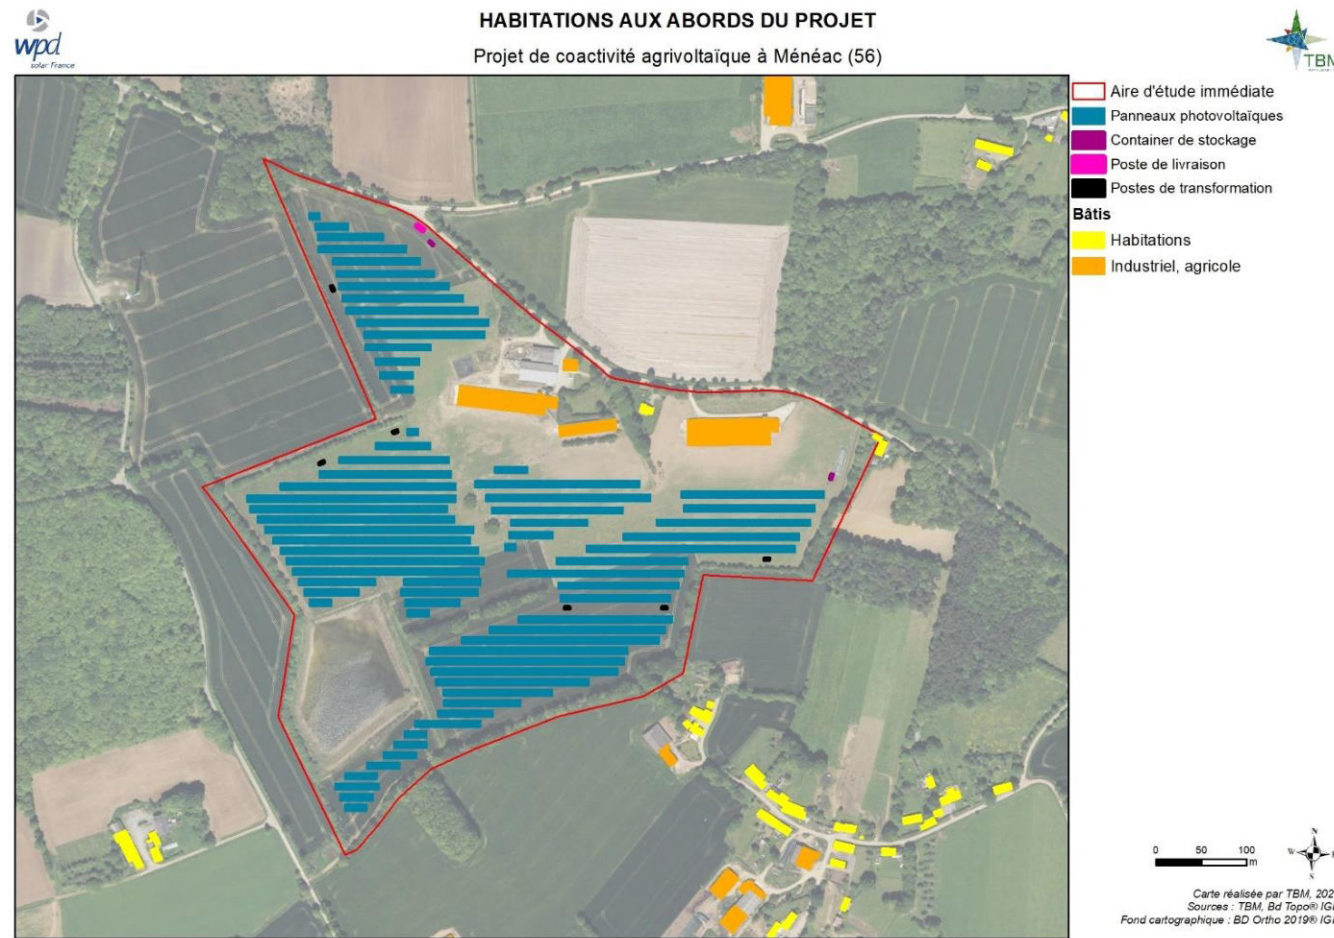 HABITATIONS AUX ABORDS DU PROJET
Projet de coactivité agrivoltaïque à Ménéac (56)
wpd
solar France
TBM
Aire d'étude immédiate
Panneaux photovoltaïques
Container de stockage
Poste de livraison
Postes de transformation
Bâtis
Habitations
Industriel, agricole
0 50 100
m
N
W
S
Carte réalisée par TBM, 202
Sources : TBM, Bd Topo® IG
Fond cartographique : BD Ortho 2019® IG